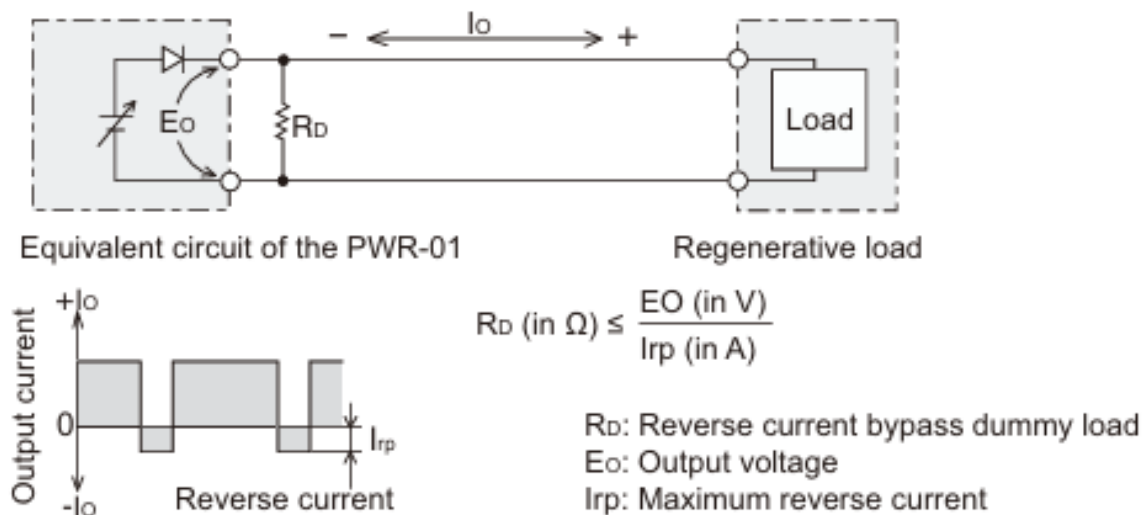 − Io +
Eo
RD
Load
Equivalent circuit of the PWR-01
Regenerative load
Output current
+Io
0
-Io
Irp
Reverse current
RD (in Ω) ≤ EO (in V)
Irp (in A)
RD: Reverse current bypass dummy load
Eo: Output voltage
Irp: Maximum reverse current